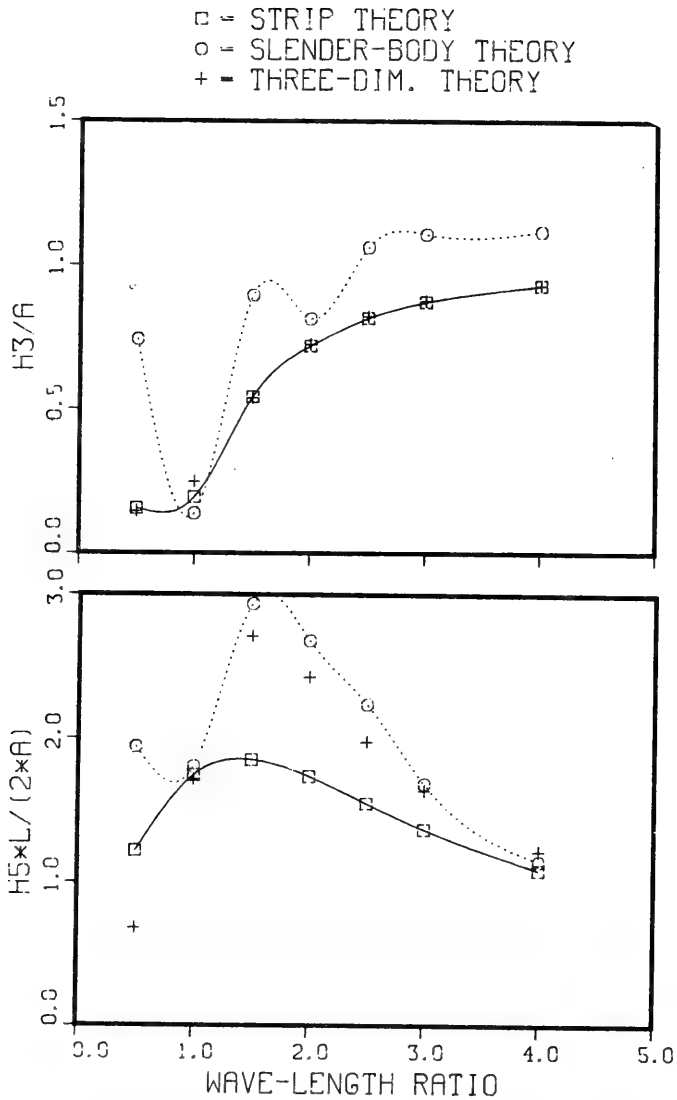 □ = STRIP THEORY
○ = SLENDER-BODY THEORY
+ = THREE-DIM. THEORY
1.5
1.0
0.5
0.0
H3/A
3.0
2.0
1.0
0.0
H5*L/(2*A)
0.0 1.0 2.0 3.0 4.0 5.0
WAVE-LENGTH RATIO